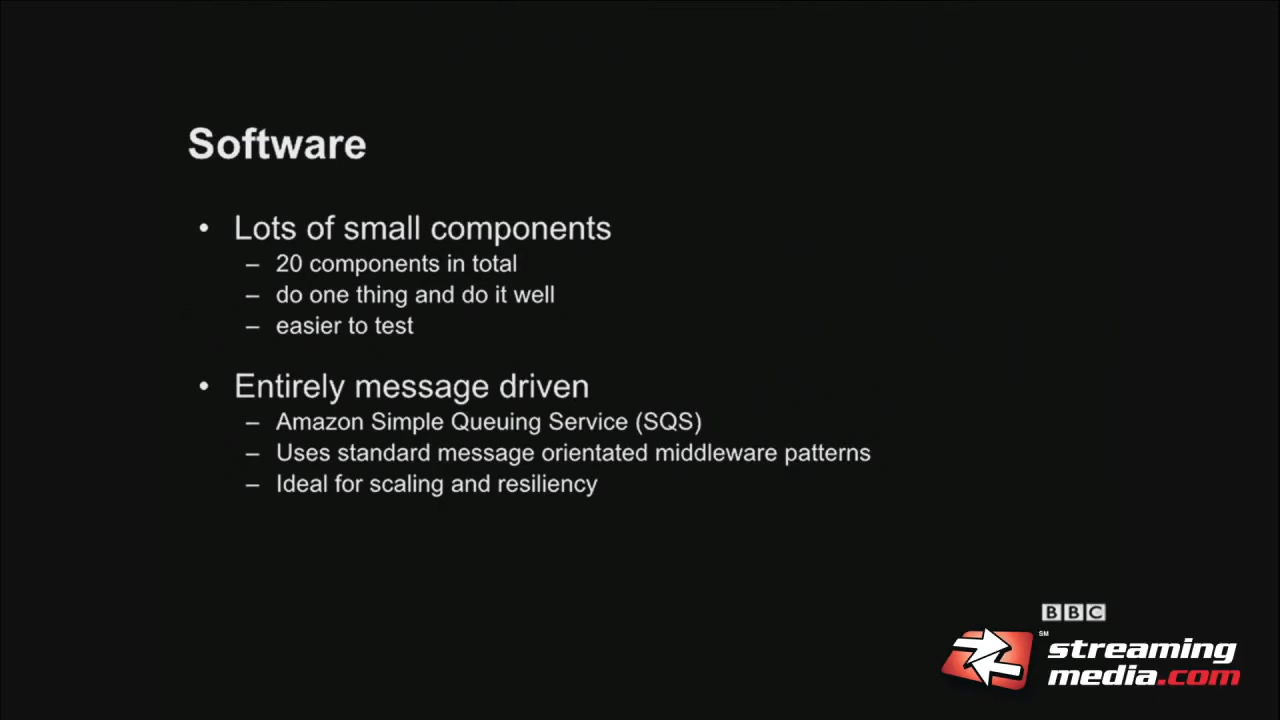 Software
• Lots of small components
– 20 components in total
– do one thing and do it well
– easier to test
• Entirely message driven
– Amazon Simple Queuing Service (SQS)
– Uses standard message orientated middleware patterns
– Ideal for scaling and resiliency
BBC
SM
streaming
media.com